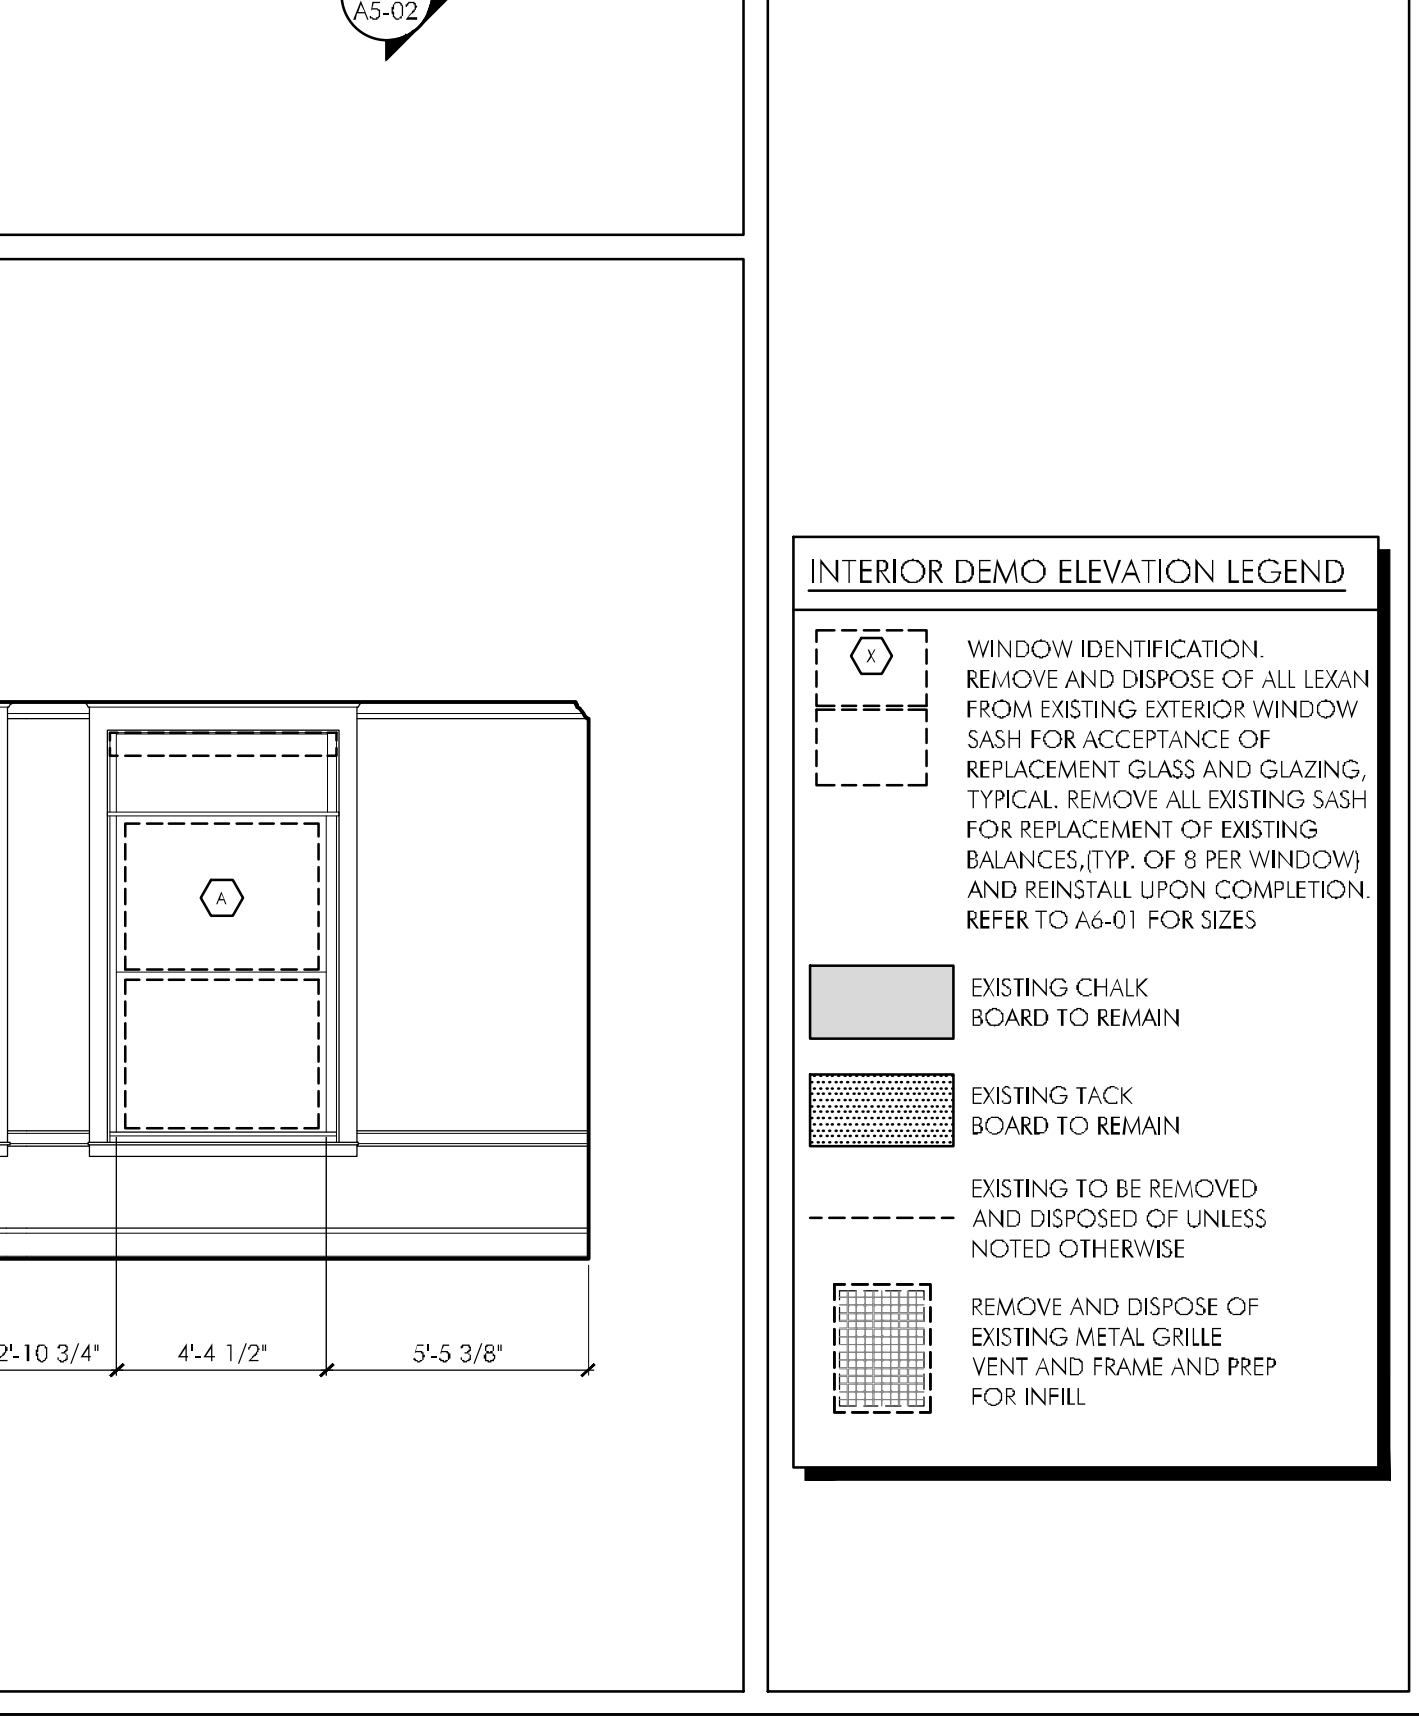 A5-02
A
2'-10 3/4"
4'-4 1/2"
5'-5 3/8"
INTERIOR DEMO ELEVATION LEGEND
X
WINDOW IDENTIFICATION.
REMOVE AND DISPOSE OF ALL LEXAN
FROM EXISTING EXTERIOR WINDOW
SASH FOR ACCEPTANCE OF
REPLACEMENT GLASS AND GLAZING,
TYPICAL. REMOVE ALL EXISTING SASH
FOR REPLACEMENT OF EXISTING
BALANCES,(TYP. OF 8 PER WINDOW)
AND REINSTALL UPON COMPLETION.
REFER TO A6-01 FOR SIZES
EXISTING CHALK
BOARD TO REMAIN
EXISTING TACK
BOARD TO REMAIN
EXISTING TO BE REMOVED
AND DISPOSED OF UNLESS
NOTED OTHERWISE
REMOVE AND DISPOSE OF
EXISTING METAL GRILLE
VENT AND FRAME AND PREP
FOR INFILL